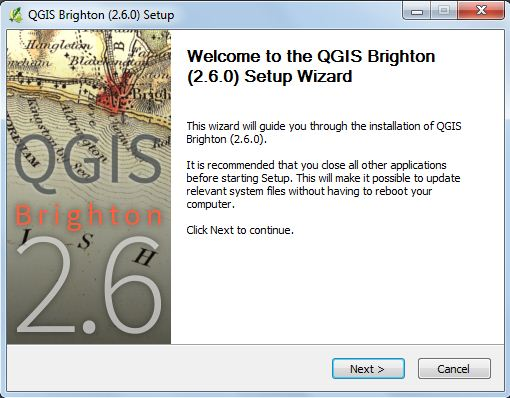 QGIS Brighton (2.6.0) Setup
Hangleton
Brigh
QGIS
Brighton
2.6
I S H
Welcome to the QGIS Brighton
(2.6.0) Setup Wizard
This wizard will guide you through the installation of QGIS
Brighton (2.6.0).
It is recommended that you close all other applications
before starting Setup. This will make it possible to update
relevant system files without having to reboot your
computer.
Click Next to continue.
Next >
Cancel